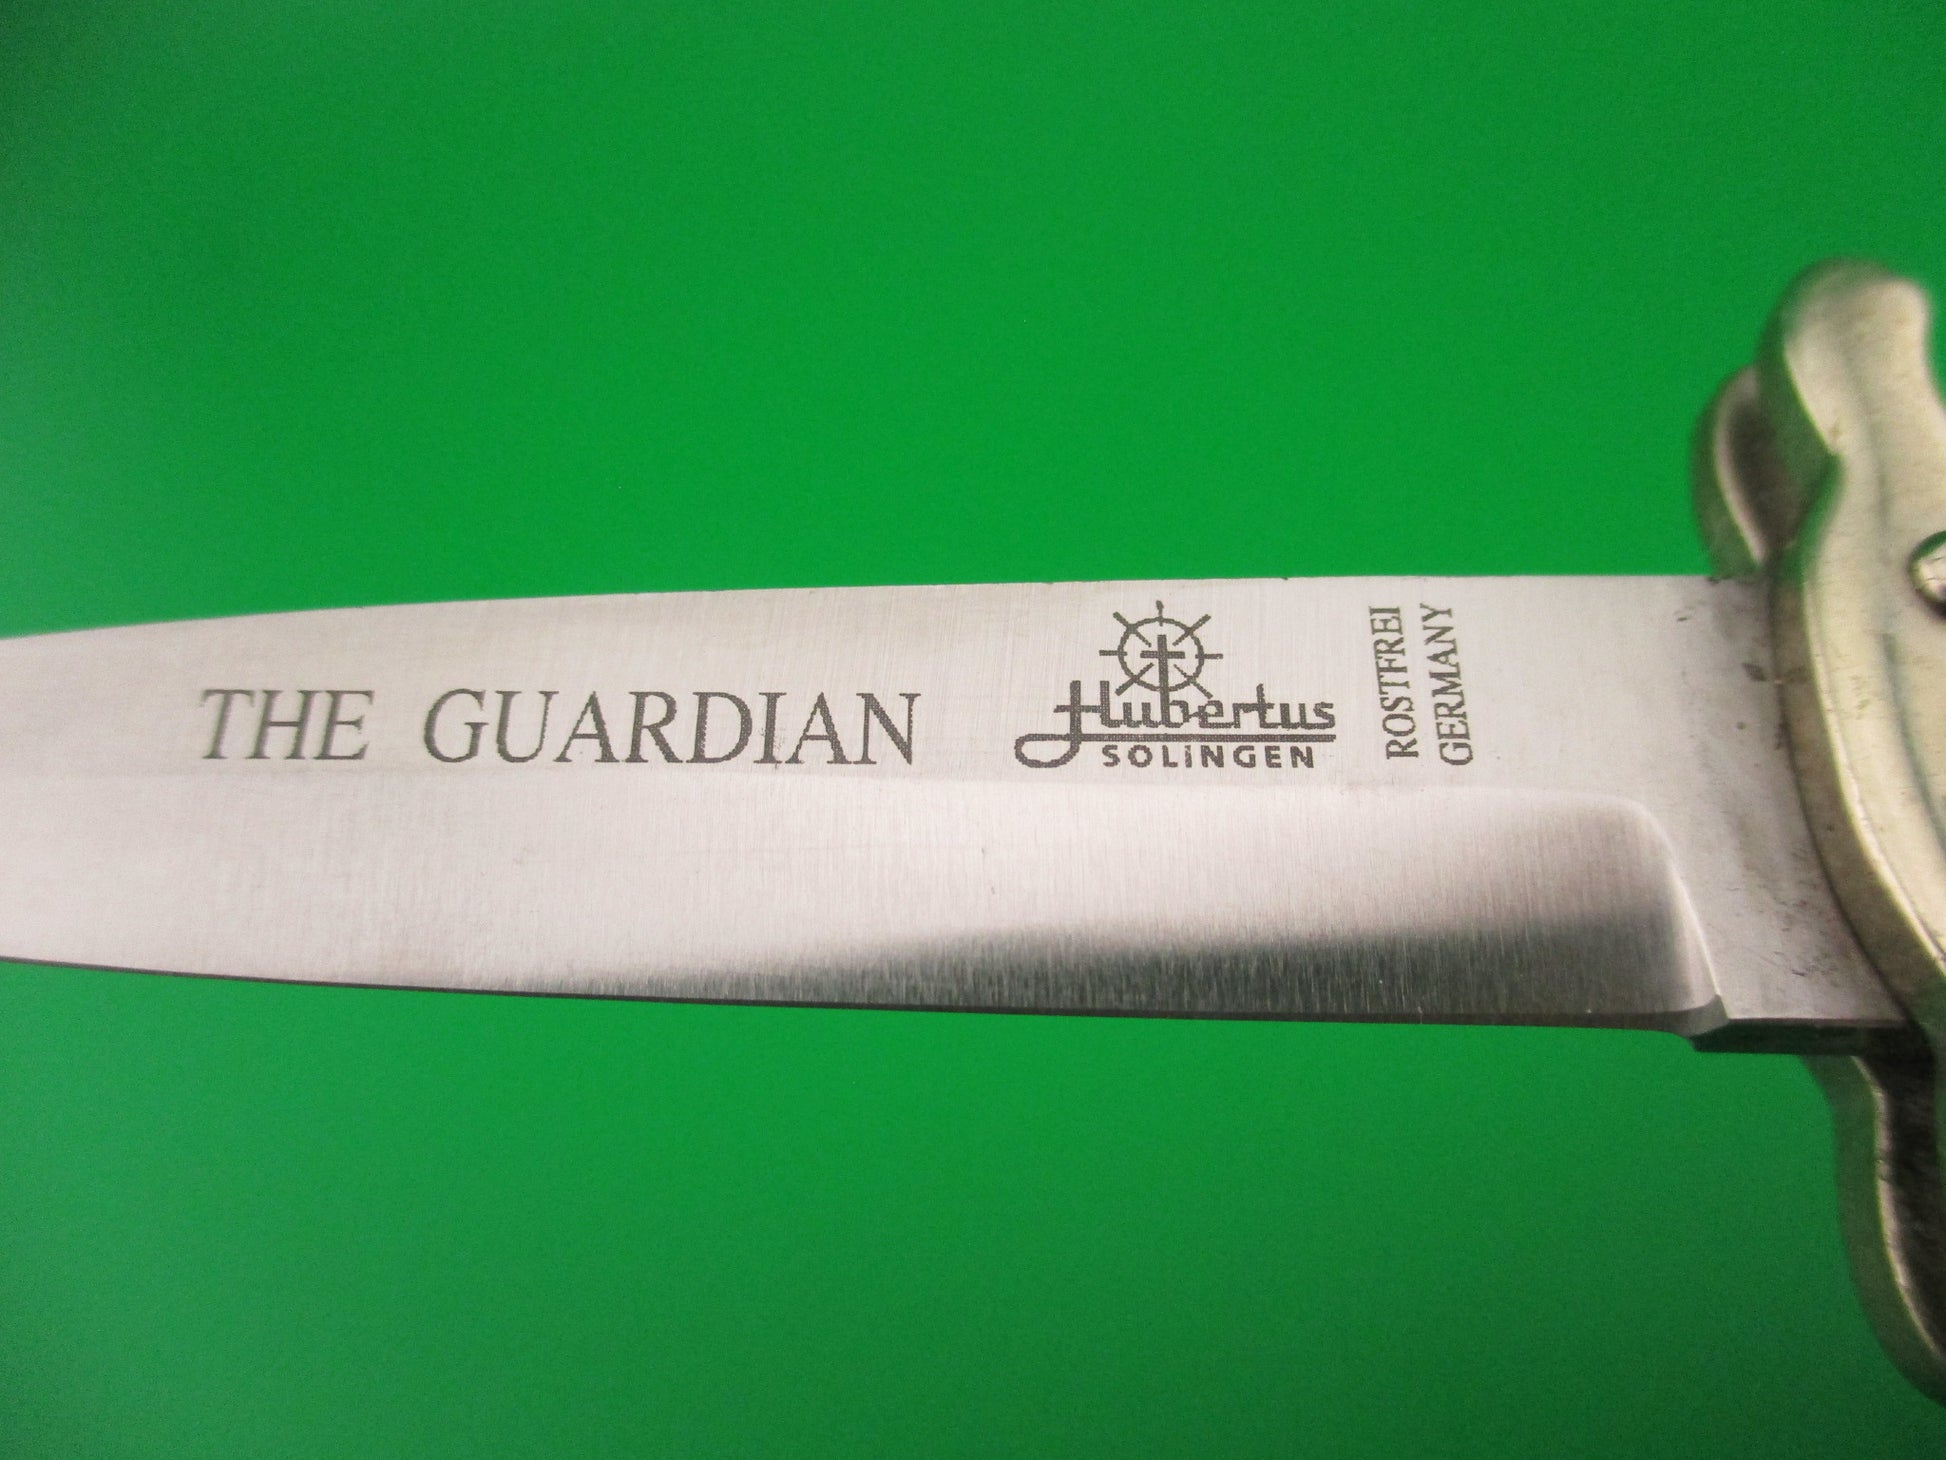 THE GUARDIAN
Hubertus
SOLINGEN
ROSTFREI
GERMANY